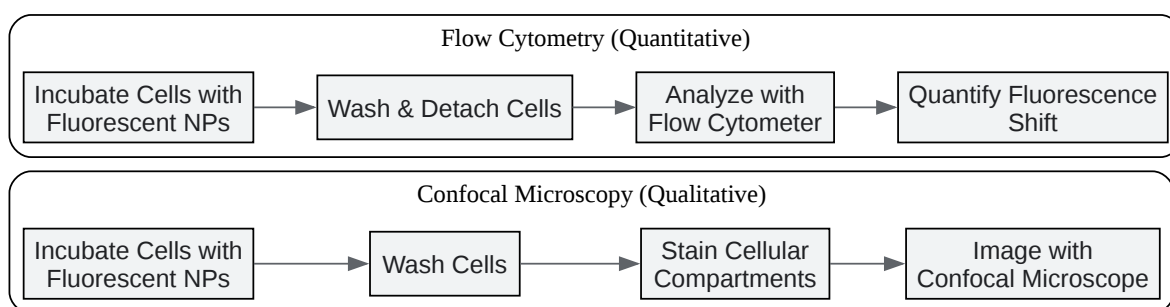 Flow Cytometry (Quantitative)
Incubate Cells with
Fluorescent NPs
Wash & Detach Cells
Analyze with
Flow Cytometer
Quantify Fluorescence
Shift
Confocal Microscopy (Qualitative)
Incubate Cells with
Fluorescent NPs
Wash Cells
Stain Cellular
Compartments
Image with
Confocal Microscope